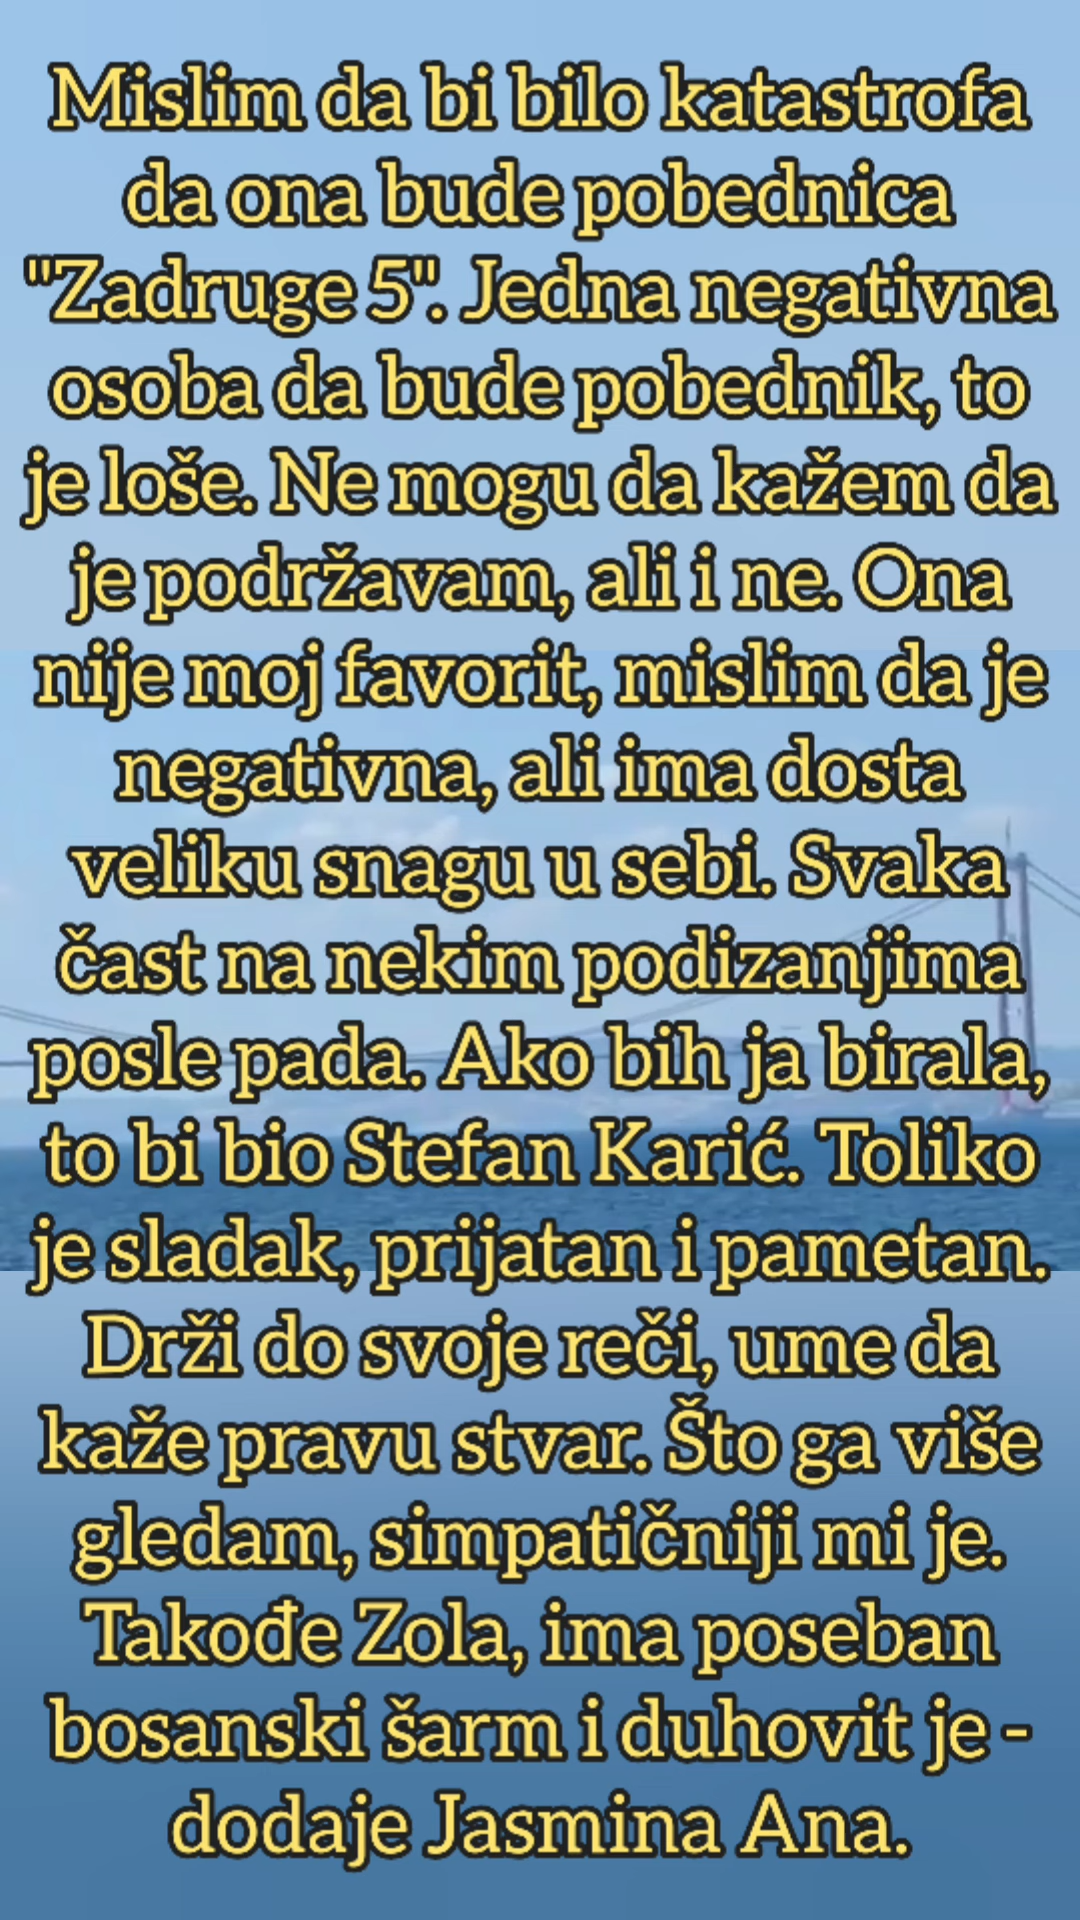 Mislim da bi bilo katastrofa
da ona bude pobednica
"Zadruge 5". Jedna negativna
osoba da bude pobednik, to
je loše. Ne mogu da kažem da
je podržavam, ali i ne. Ona
nije moj favorit, mislim da je
negativna, ali ima dosta
veliku snagu u sebi. Svaka
čast na nekim podizanjima
posle pada. Ako bih ja birala,
to bi bio Stefan Karić. Toliko
je sladak, prijatan i pametan.
Drži do svoje reči, ume da
kaže pravu stvar. Što ga više
gledam, simpatičniji mi je.
Takođe Zola, ima poseban
bosanski šarm i duhovit je -
dodaje Jasmina Ana.